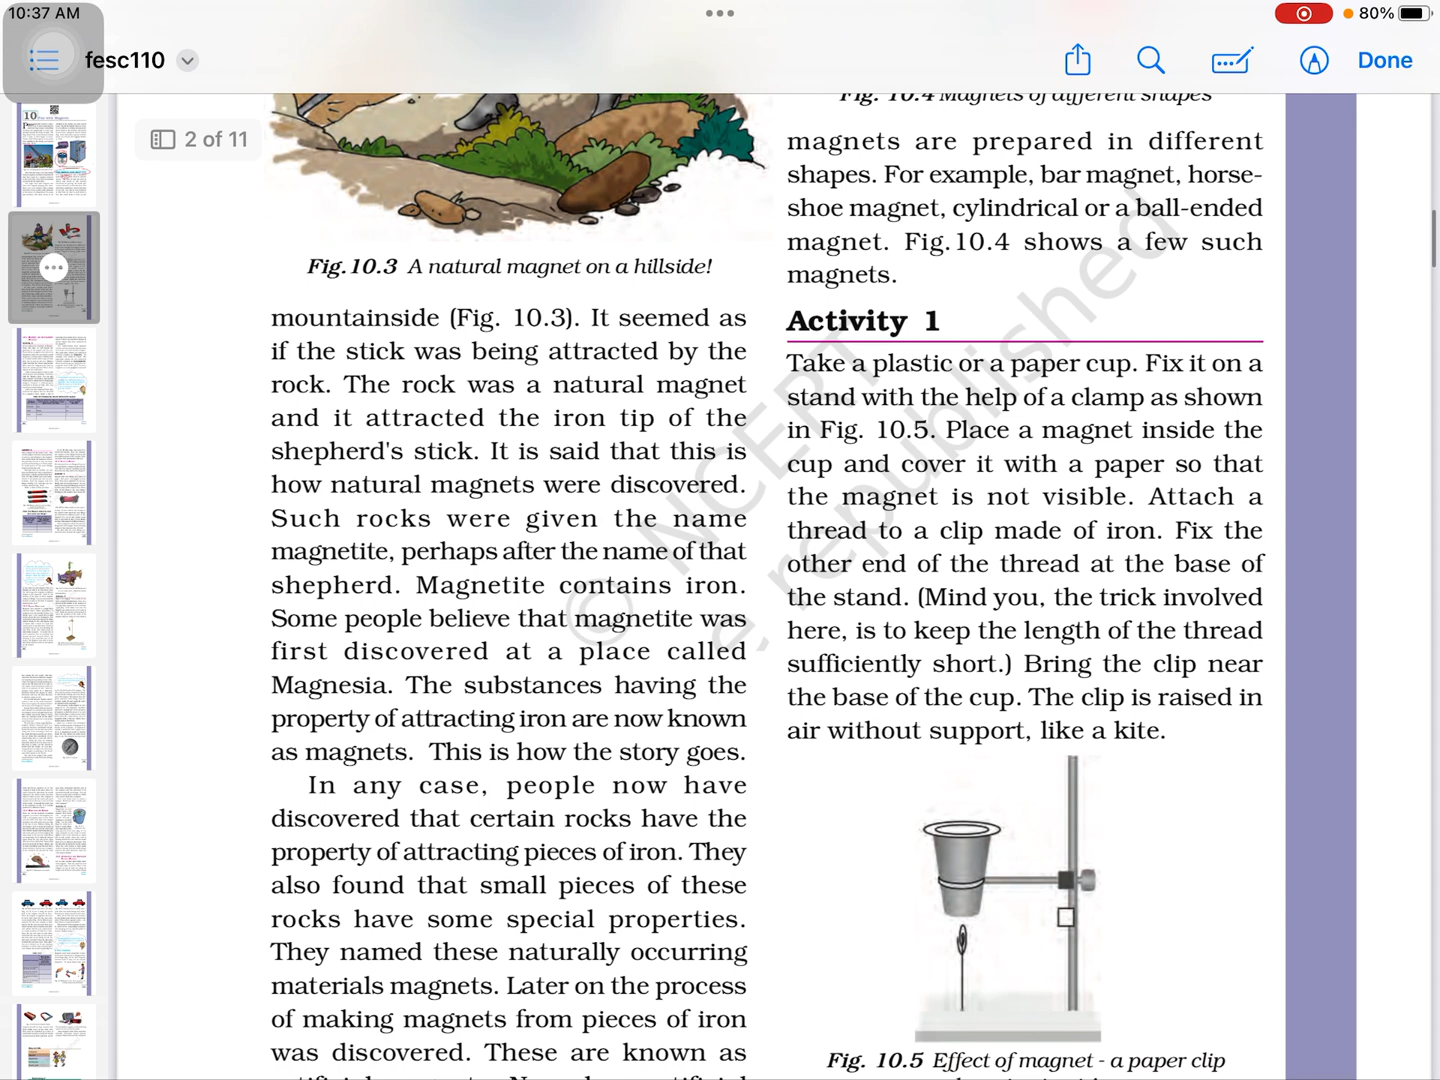 10:37 AM
80%
fesc110
Done
2 of 11
Fig. 10.3 A natural magnet on a hillside!
mountainside (Fig. 10.3). It seemed as
if the stick was being attracted by the
rock. The rock was a natural magnet
and it attracted the iron tip of the
shepherd's stick. It is said that this is
how natural magnets were discovered.
Such rocks were given the name
magnetite, perhaps after the name of that
shepherd. Magnetite contains iron.
Some people believe that magnetite was
first discovered at a place called
Magnesia. The substances having the
property of attracting iron are now known
as magnets. This is how the story goes.
In any case, people now have
discovered that certain rocks have the
property of attracting pieces of iron. They
also found that small pieces of these
rocks have some special properties.
They named these naturally occurring
materials magnets. Later on the process
of making magnets from pieces of iron
was discovered. These are known as
Fig. 10.4 Magnets of different shapes
magnets are prepared in different
shapes. For example, bar magnet, horse-
shoe magnet, cylindrical or a ball-ended
magnet. Fig.10.4 shows a few such
magnets.
Activity 1
Take a plastic or a paper cup. Fix it on a
stand with the help of a clamp as shown
in Fig. 10.5. Place a magnet inside the
cup and cover it with a paper so that
the magnet is not visible. Attach a
thread to a clip made of iron. Fix the
other end of the thread at the base of
the stand. (Mind you, the trick involved
here, is to keep the length of the thread
sufficiently short.) Bring the clip near
the base of the cup. The clip is raised in
air without support, like a kite.
Fig. 10.5 Effect of magnet - a paper clip
© NCERT
republished